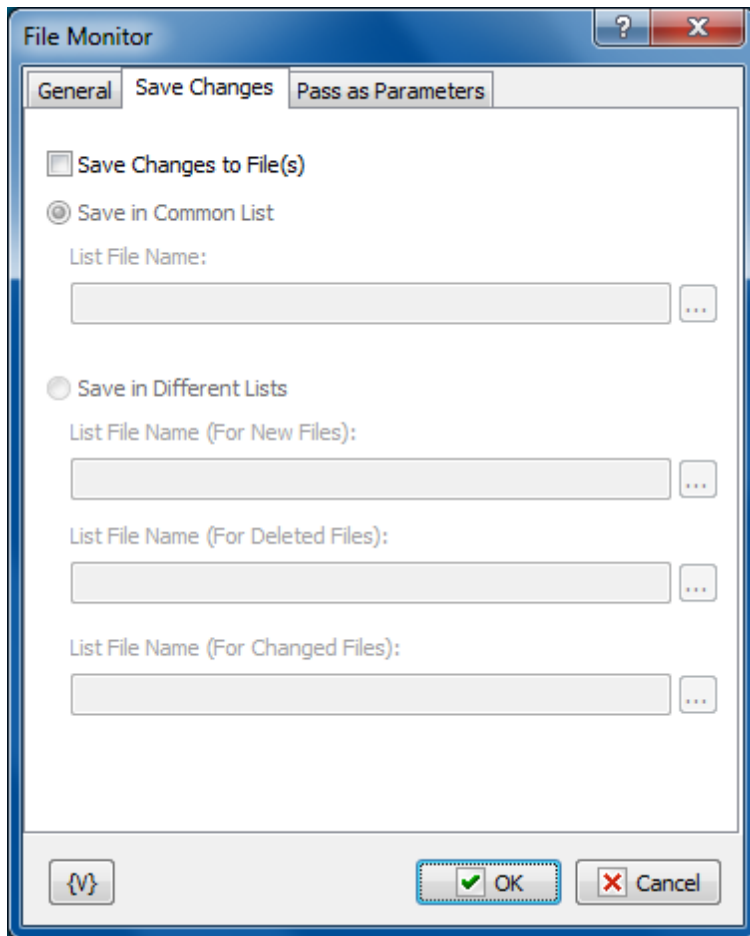 File Monitor
?
General Save Changes Pass as Parameters
Save Changes to File(s)
Save in Common List
List File Name:
...
Save in Different Lists
List File Name (For New Files):
...
List File Name (For Deleted Files):
...
List File Name (For Changed Files):
...
{V} OK Cancel